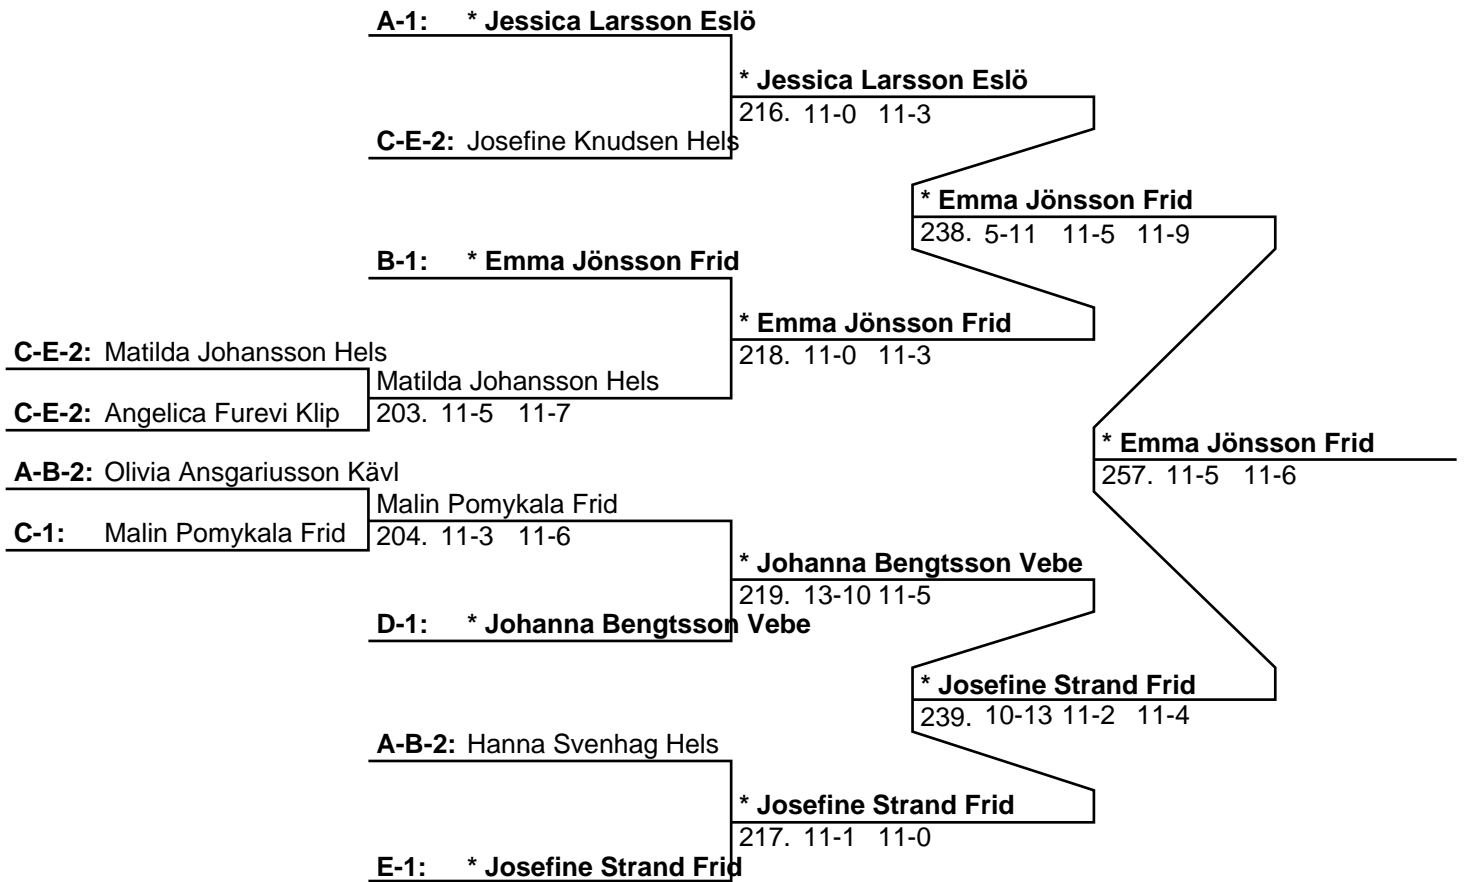 A-1: * Jessica Larsson Eslö
* Jessica Larsson Eslö
216. 11-0 11-3
C-E-2: Josefine Knudsen Hels
* Emma Jönsson Frid
238. 5-11 11-5 11-9
B-1: * Emma Jönsson Frid
* Emma Jönsson Frid
218. 11-0 11-3
C-E-2: Matilda Johansson Hels
Matilda Johansson Hels
203. 11-5 11-7
C-E-2: Angelica Furevi Klip
* Emma Jönsson Frid
257. 11-5 11-6
A-B-2: Olivia Ansgariusson Kävl
Malin Pomykala Frid
204. 11-3 11-6
C-1: Malin Pomykala Frid
* Johanna Bengtsson Vebe
219. 13-10 11-5
D-1: * Johanna Bengtsson Vebe
* Josefine Strand Frid
239. 10-13 11-2 11-4
A-B-2: Hanna Svenhag Hels
* Josefine Strand Frid
217. 11-1 11-0
E-1: * Josefine Strand Frid